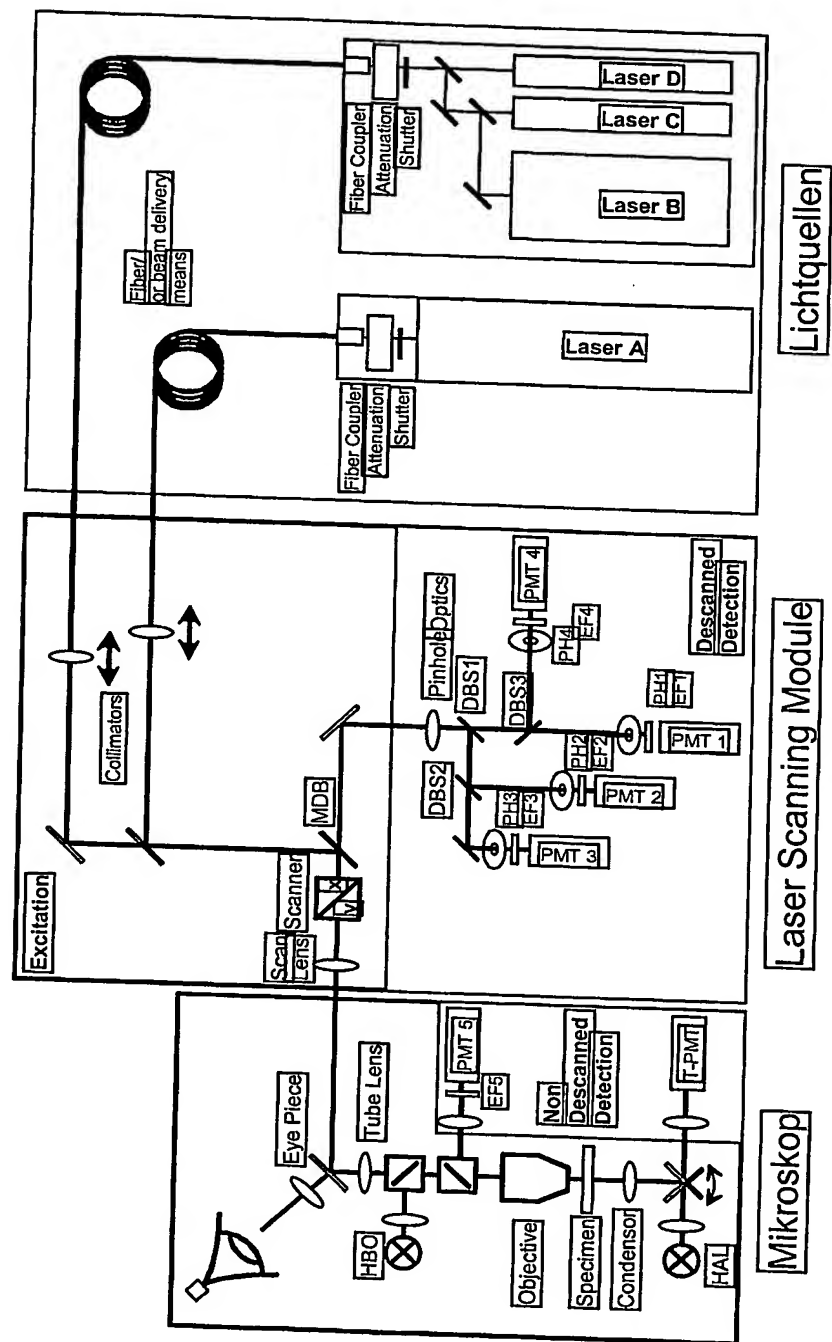 Fiber/
or beam delivery
means
Fiber Coupler
Attenuation
Shutter
Laser D
Laser C
Laser B
Lichtquellen
Fiber Coupler
Attenuation
Shutter
Laser A
Excitation
Collimators
MDB
Scanner
x
y
Scan
Lens
Pinhole Optics
DBS1
DBS2
DBS3
PMT 4
PH4
EF4
PH1
EF1
PMT 1
PH2
EF2
PMT 2
PH3
EF3
PMT 3
Descanned
Detection
Laser Scanning Module
Eye Piece
Tube Lens
HBO
PMT 5
EF5
Non
Descanned
Detection
Objective
Specimen
Condensor
T-PMT
HAL
Mikroskop